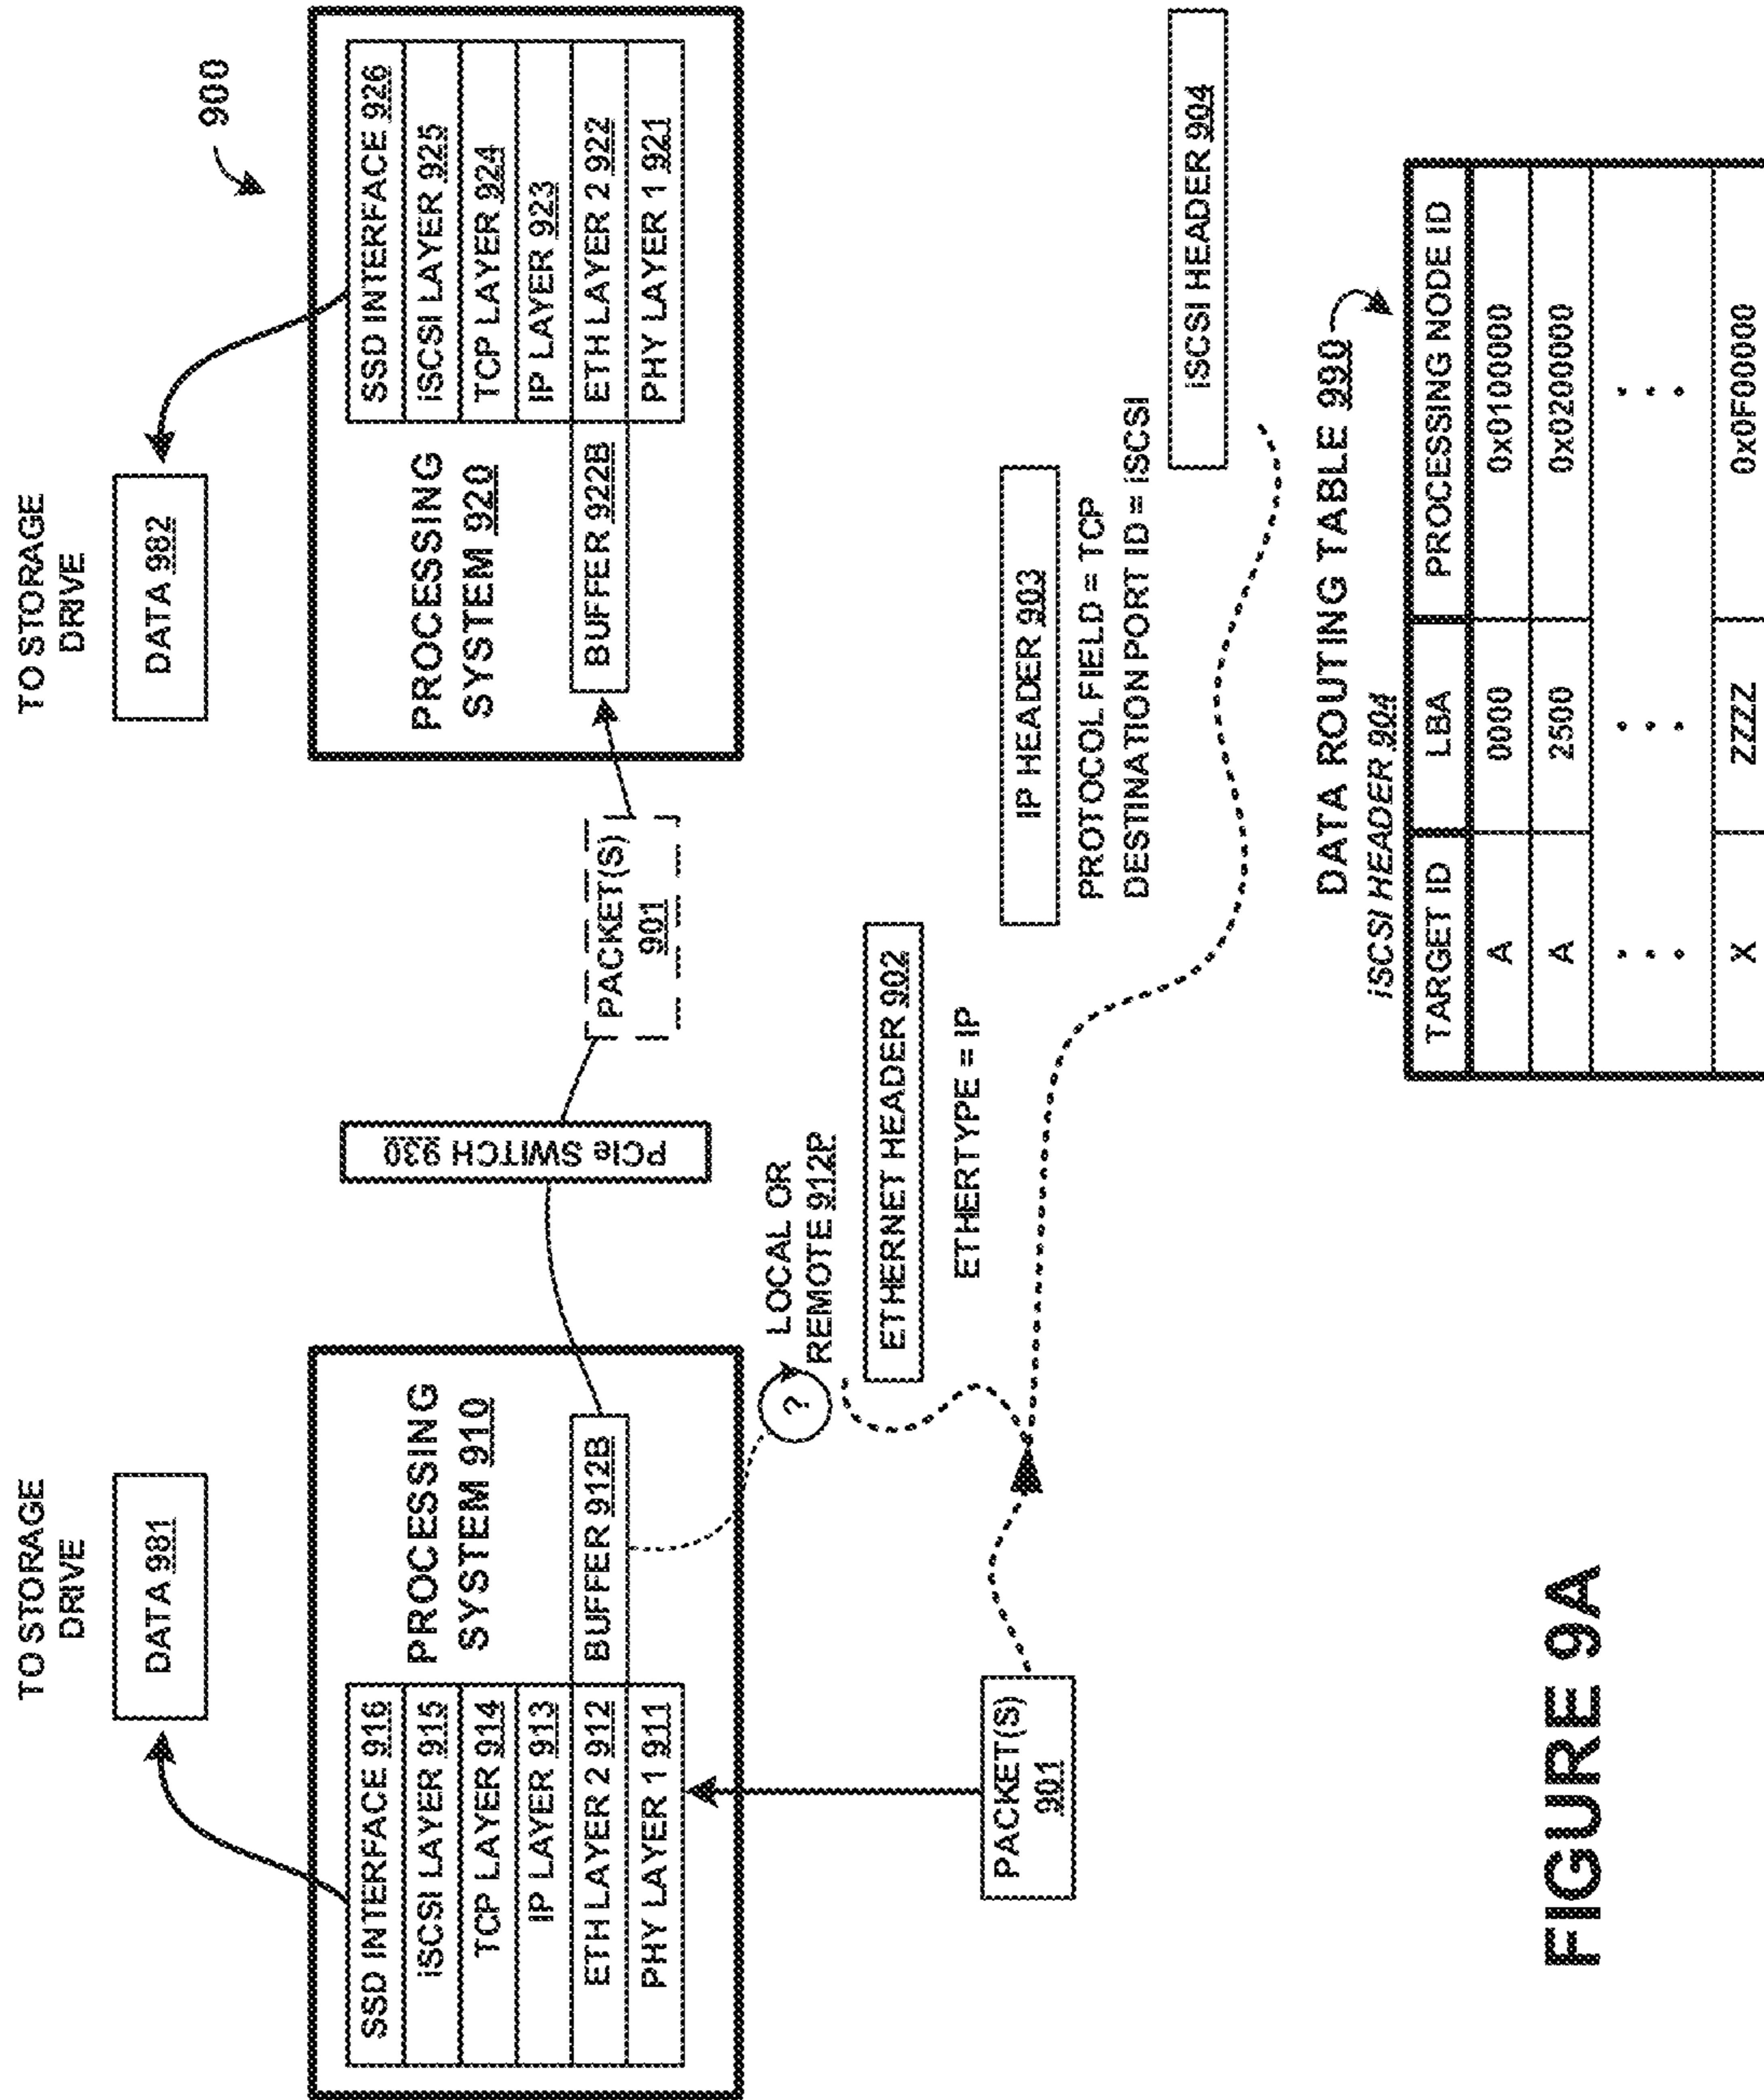 TO STORAGE
DRIVE
DATA 981
SSD INTERFACE 916
iSCSI LAYER 915
TCP LAYER 914
IP LAYER 913
ETH LAYER 2 912
PHY LAYER 1 911
PROCESSING
SYSTEM 910
BUFFER 912B
PCIe SWITCH 930
PACKET(S)
901
TO STORAGE
DRIVE
DATA 982
900
PROCESSING
SYSTEM 920
BUFFER 922B
SSD INTERFACE 926
iSCSI LAYER 925
TCP LAYER 924
IP LAYER 923
ETH LAYER 2 922
PHY LAYER 1 921
LOCAL OR
REMOTE 912P
?
PACKET(S)
901
ETHERNET HEADER 902
ETHERTYPE = IP
IP HEADER 903
PROTOCOL FIELD = TCP
DESTINATION PORT ID = iSCSI
iSCSI HEADER 904
DATA ROUTING TABLE 990
iSCSI HEADER 904
TARGET ID LBA PROCESSING NODE ID
A 0000 0x0100000
A 2500 0x0200000
X ZZZZ 0x0F00000
FIGURE 9A